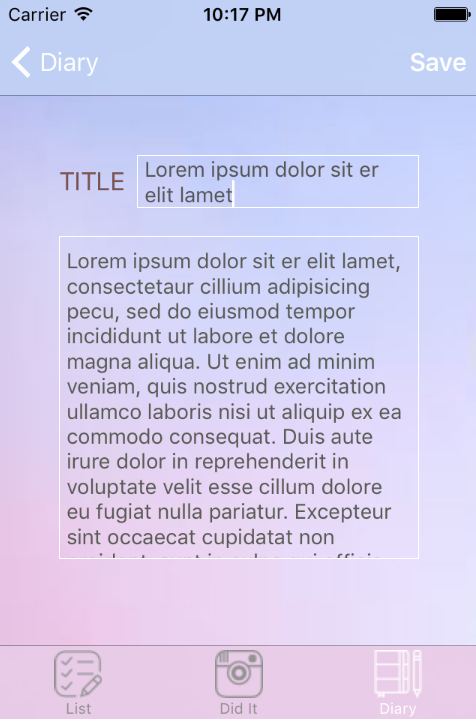 Carrier 10:17 PM
Diary Save
TITLE
Lorem ipsum dolor sit er
elit lamet
Lorem ipsum dolor sit er elit lamet,
consectetaur cillium adipisicing
pecu, sed do eiusmod tempor
incididunt ut labore et dolore
magna aliqua. Ut enim ad minim
veniam, quis nostrud exercitation
ullamco laboris nisi ut aliquip ex ea
commodo consequat. Duis aute
irure dolor in reprehenderit in
voluptate velit esse cillum dolore
eu fugiat nulla pariatur. Excepteur
sint occaecat cupidatat non
List Did It Diary